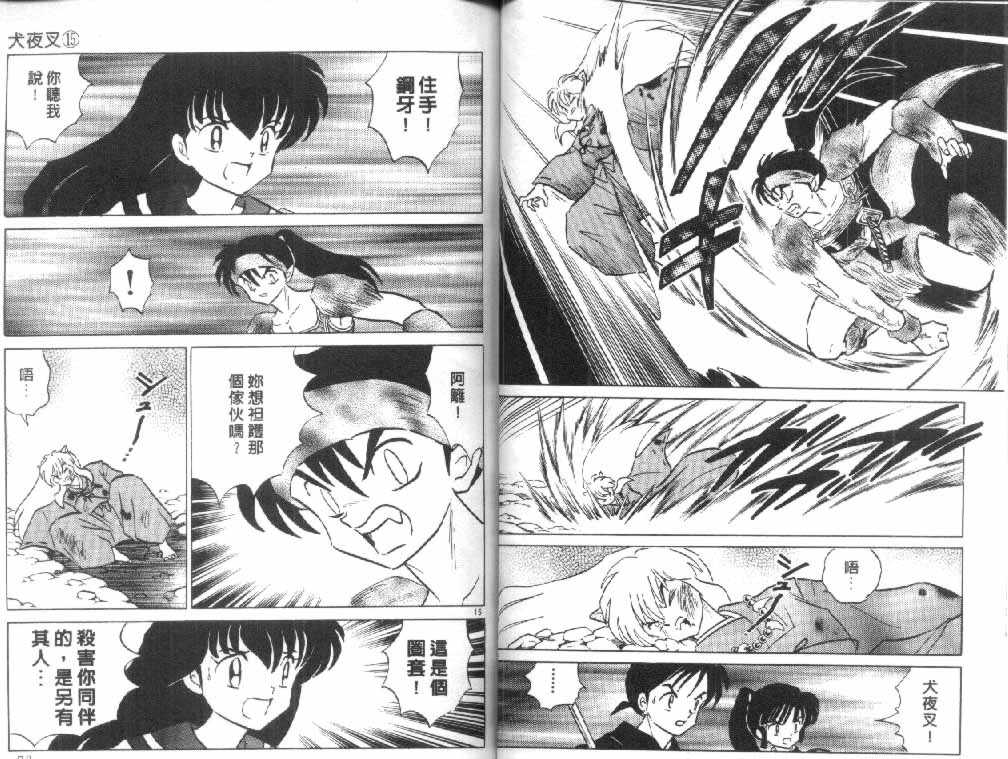 シュー
唔…
犬夜叉！
……
犬夜叉⑮
住手！
鋼牙！
你聽我
說！
！
阿籬！
妳想袒護那
個傢伙嗎？
シュー
唔…
15
這是個
圈套！
殺害你同伴
的，是另有
其人…